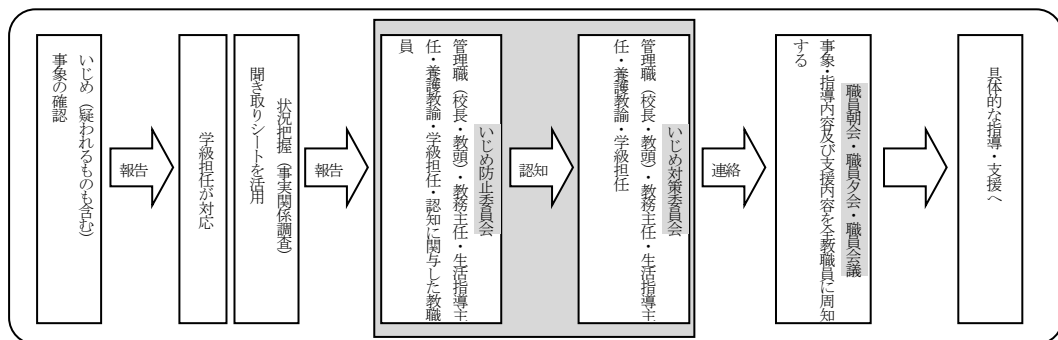 いじめ（疑われるものも含む）
事象の確認
報告
学級担任が対応
状況把握（事実関係調査）
聞き取りシートを活用
報告
いじめ防止委員会
管理職（校長・教頭）・教務主任・生活指導主
任・養護教諭・学級担任・認知に関与した教職
員
認知
いじめ対策委員会
管理職（校長・教頭）・教務主任・生活指導主
任・養護教諭・学級担任
連絡
職員朝会・職員夕会・職員会議
事象・指導内容及び支援内容を全教職員に周知
する
具体的な指導・支援へ